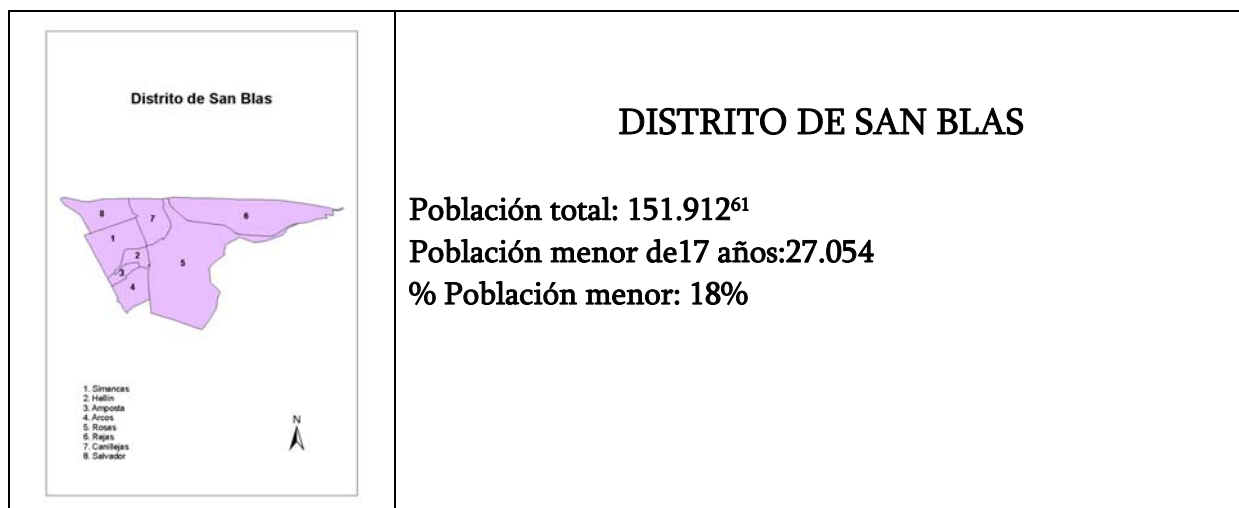 Distrito de San Blas
8
7
6
1
2
5
3
4
1. Simancas
2. Hellín
3. Amposta
4. Arcos
5. Rosas
6. Rejas
7. Canillejas
8. Salvador
N
DISTRITO DE SAN BLAS
Población total: 151.912⁶¹
Población menor de17 años:27.054
% Población menor: 18%